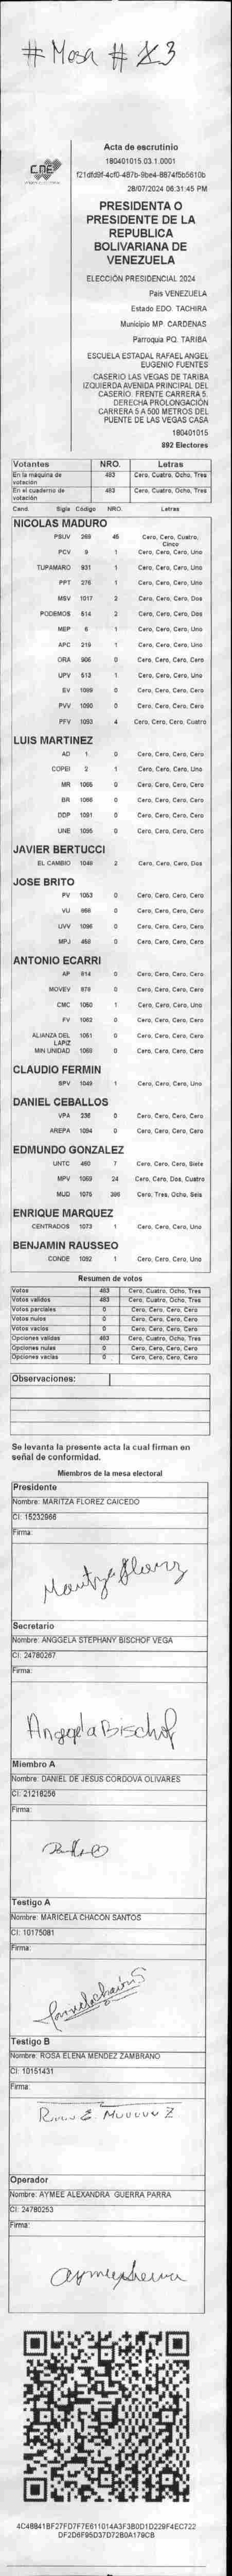 # Mesa # X3
CNE
Acta de escrutinio
180401015.03.1.0001
f21dfd9f-4cf0-487b-9be4-8874f5b5610b
28/07/2024 06:31:45 PM
PRESIDENTA O
PRESIDENTE DE LA
REPUBLICA
BOLIVARIANA DE
VENEZUELA
ELECCIÓN PRESIDENCIAL 2024
País VENEZUELA
Estado EDO. TACHIRA
Municipio MP. CARDENAS
Parroquia PQ. TARIBA
ESCUELA ESTADAL RAFAEL ANGEL
EUGENIO FUENTES
CASERIO LAS VEGAS DE TARIBA
IZQUIERDA AVENIDA PRINCIPAL DEL
CASERIO. FRENTE CARRERA 5.
DERECHA PROLONGACIÓN
CARRERA 5 A 500 METROS DEL
PUENTE DE LAS VEGAS CASA
180401015
892 Electores
Votantes NRO. Letras
En la máquina de votación 483 Cero, Cuatro, Ocho, Tres
En el cuaderno de votación 483 Cero, Cuatro, Ocho, Tres
Cand. Sigla Código NRO. Letras
NICOLAS MADURO
PSUV 269 45 Cero, Cero, Cuatro, Cinco
PCV 9 1 Cero, Cero, Cero, Uno
TUPAMARO 931 1 Cero, Cero, Cero, Uno
PPT 276 1 Cero, Cero, Cero, Uno
MSV 1017 2 Cero, Cero, Cero, Dos
PODEMOS 514 2 Cero, Cero, Cero, Dos
MEP 6 1 Cero, Cero, Cero, Uno
APC 219 1 Cero, Cero, Cero, Uno
ORA 906 0 Cero, Cero, Cero, Cero
UPV 513 1 Cero, Cero, Cero, Uno
EV 1099 0 Cero, Cero, Cero, Cero
PVV 1090 0 Cero, Cero, Cero, Cero
PFV 1093 4 Cero, Cero, Cero, Cuatro
LUIS MARTINEZ
AD 1 0 Cero, Cero, Cero, Cero
COPEI 2 1 Cero, Cero, Cero, Uno
MR 1065 0 Cero, Cero, Cero, Cero
BR 1066 0 Cero, Cero, Cero, Cero
DDP 1091 0 Cero, Cero, Cero, Cero
UNE 1095 0 Cero, Cero, Cero, Cero
JAVIER BERTUCCI
EL CAMBIO 1048 2 Cero, Cero, Cero, Dos
JOSE BRITO
PV 1053 0 Cero, Cero, Cero, Cero
VU 866 0 Cero, Cero, Cero, Cero
UVV 1096 0 Cero, Cero, Cero, Cero
MPJ 458 0 Cero, Cero, Cero, Cero
ANTONIO ECARRI
AP 814 0 Cero, Cero, Cero, Cero
MOVEV 878 0 Cero, Cero, Cero, Cero
CMC 1050 1 Cero, Cero, Cero, Uno
FV 1062 0 Cero, Cero, Cero, Cero
ALIANZA DEL LAPIZ 1061 0 Cero, Cero, Cero, Cero
MIN UNIDAD 1069 0 Cero, Cero, Cero, Cero
CLAUDIO FERMIN
SPV 1049 1 Cero, Cero, Cero, Uno
DANIEL CEBALLOS
VPA 236 0 Cero, Cero, Cero, Cero
AREPA 1094 0 Cero, Cero, Cero, Cero
EDMUNDO GONZALEZ
UNTC 460 7 Cero, Cero, Cero, Siete
MPV 1069 24 Cero, Cero, Dos, Cuatro
MUD 1075 386 Cero, Tres, Ocho, Seis
ENRIQUE MARQUEZ
CENTRADOS 1073 1 Cero, Cero, Cero, Uno
BENJAMIN RAUSSEO
CONDE 1092 1 Cero, Cero, Cero, Uno
Resumen de votos
Votos 483 Cero, Cuatro, Ocho, Tres
Votos validos 483 Cero, Cuatro, Ocho, Tres
Votos parciales 0 Cero, Cero, Cero, Cero
Votos nulos 0 Cero, Cero, Cero, Cero
Votos vacios 0 Cero, Cero, Cero, Cero
Opciones validas 483 Cero, Cuatro, Ocho, Tres
Opciones nulas 0 Cero, Cero, Cero, Cero
Opciones vacias 0 Cero, Cero, Cero, Cero
Observaciones:
Se levanta la presente acta la cual firman en
señal de conformidad.
Miembros de la mesa electoral
Presidente
Nombre: MARITZA FLOREZ CAICEDO
CI: 15232966
Firma:
Maritza Florez
Secretario
Nombre: ANGGELA STEPHANY BISCHOF VEGA
CI: 24780267
Firma:
Anggela Bischof
Miembro A
Nombre: DANIEL DE JESUS CORDOVA OLIVARES
CI: 21218256
Firma:
Testigo A
Nombre: MARICELA CHACON SANTOS
CI: 10175081
Firma:
Testigo B
Nombre: ROSA ELENA MENDEZ ZAMBRANO
CI: 10151431
Firma:
Operador
Nombre: AYMEE ALEXANDRA GUERRA PARRA
CI: 24780253
Firma:
4C48841BF27FD7F7E611014A3F3B0D1D229F4EC722
DF2D6F95D37D72B0A179CB